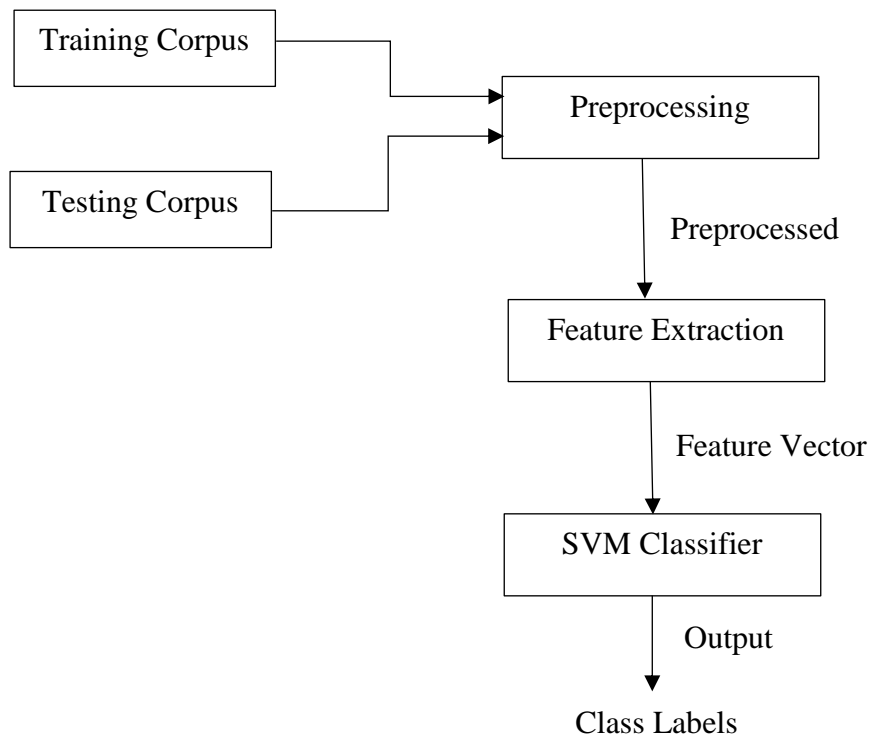 Training Corpus
Preprocessing
Testing Corpus
Preprocessed
Feature Extraction
Feature Vector
SVM Classifier
Output
Class Labels